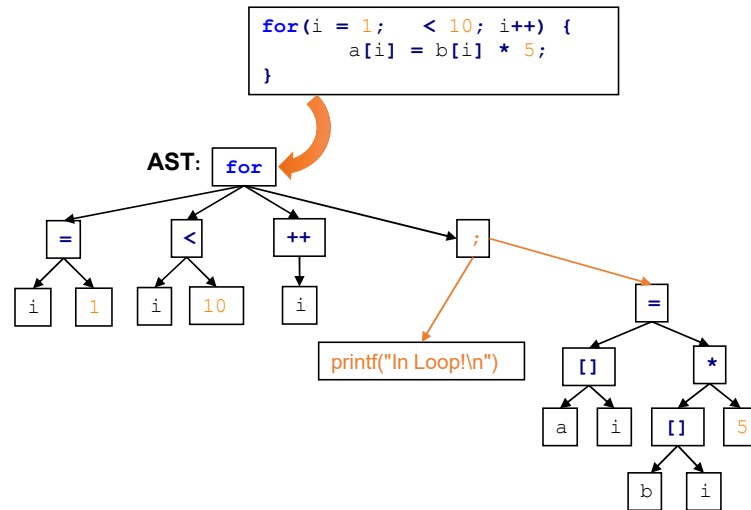 for(i = 1;   < 10; i++) {
a[i] = b[i] * 5;
}
AST: for
= < ++ ;
i 1 i 10 i
=
printf("In Loop!\n")
[] *
a i [] 5
b i